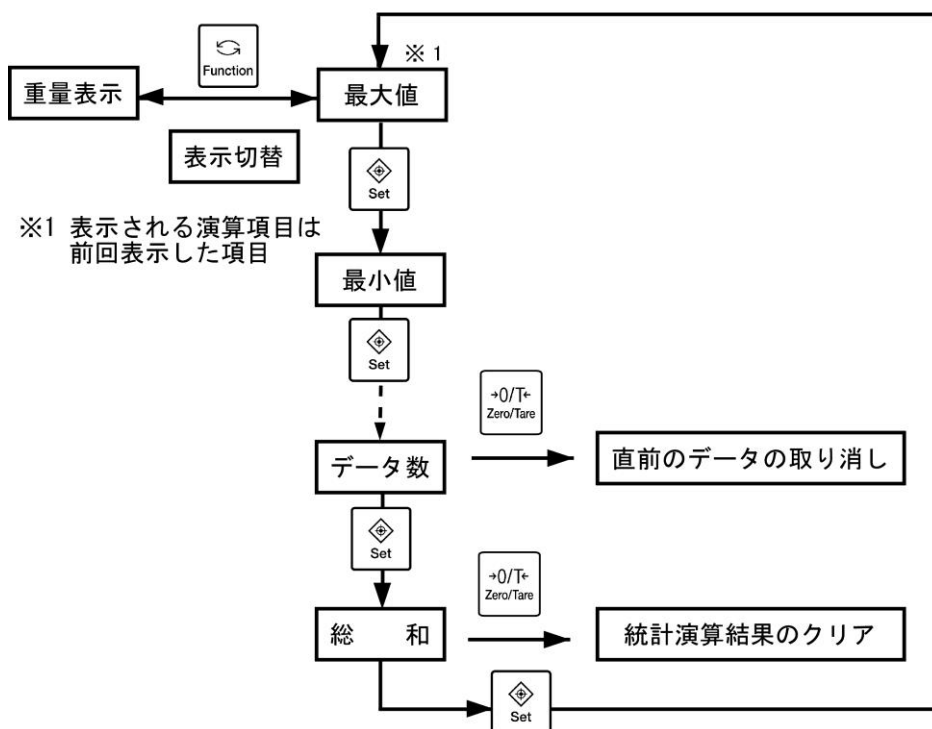 ※ 1
Function
重量表示
最大値
表示切替
Set
※1 表示される演算項目は
前回表示した項目
最小値
Set
→0/T←
Zero/Tare
データ数
直前のデータの取り消し
Set
→0/T←
Zero/Tare
総　和
統計演算結果のクリア
Set